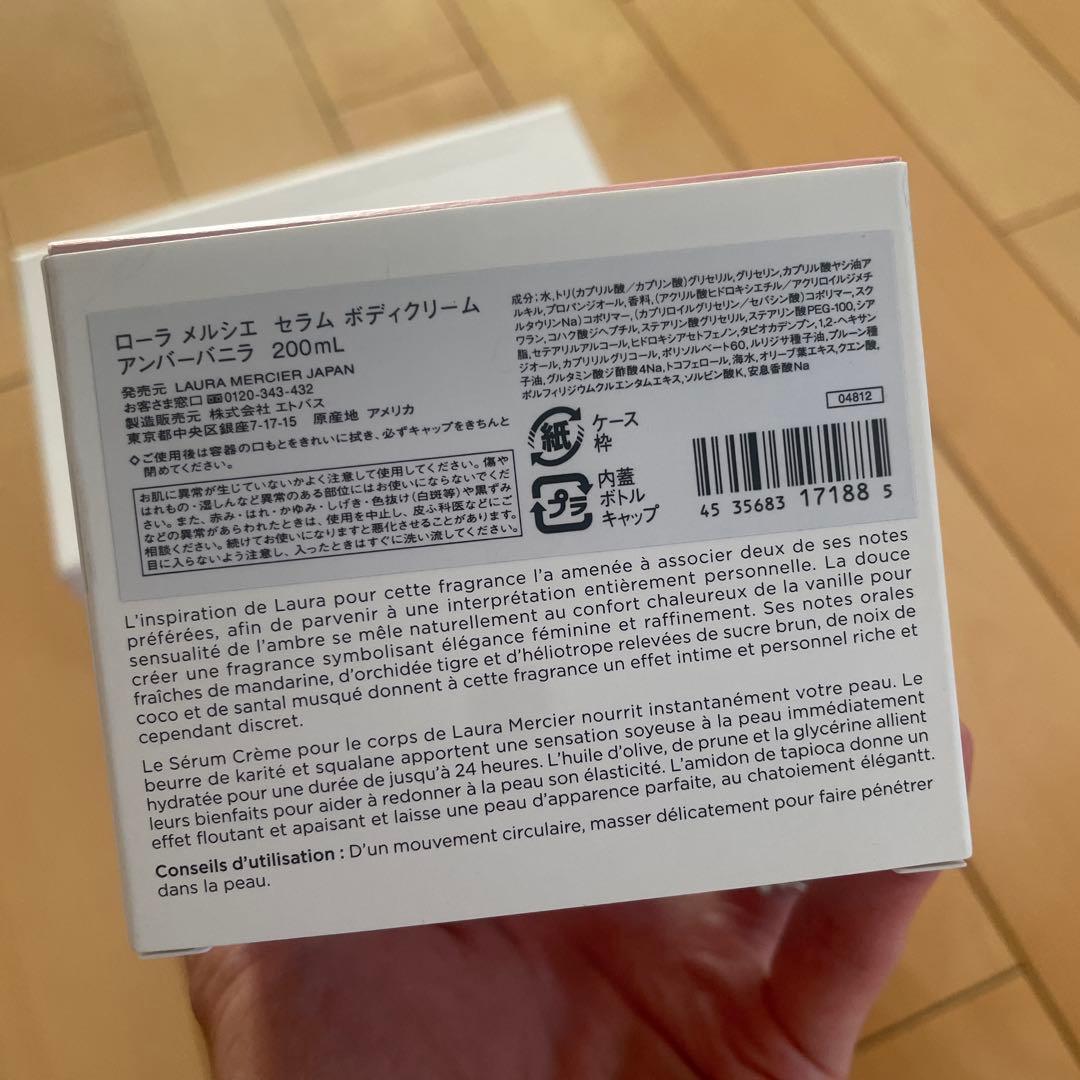 ローラ メルシエ セラム ボディクリーム
アンバーバニラ 200mL
発売元 LAURA MERCIER JAPAN
お客さま窓口 0120-343-432
製造販売元 株式会社 エトバス
東京都中央区銀座7-17-15 原産地 アメリカ
◇ご使用後は容器の口もとをきれいに拭き、必ずキャップをきちんと
閉めてください。
お肌に異常が生じていないかよく注意して使用してください。傷や
はれもの・湿しんなど異常のある部位にはお使いにならないでくだ
さい。また、赤み・はれ・かゆみ・しげき・色抜け(白斑等)や黒ずみ
などの異常があらわれたときは、使用を中止し、皮ふ科医などにご
相談ください。続けてお使いになりますと悪化させることがあります。
目に入らないよう注意し、入ったときはすぐに洗い流してください。
成分:水,トリ(カプリル酸/カプリン酸)グリセリル,グリセリン,カプリル酸ヤシ油ア
ルキル,プロパンジオール,香料,(アクリル酸ヒドロキシエチル/アクリロイルジメチ
ルタウリンNa)コポリマー,(カプリロイルグリセリン/セバシン酸)コポリマー,スク
ワラン,コハク酸ジヘプチル,ステアリン酸グリセリル,ステアリン酸PEG-100,シア
脂,セテアリルアルコール,ヒドロキシアセトフェノン,タピオカデンプン,1,2-ヘキサン
ジオール,カプリリルグリコール,ポリソルベート60,ルリジサ種子油,プルーン種
子油,グルタミン酸ジ酢酸4Na,トコフェロール,海水,オリーブ葉エキス,クエン酸,
ポルフィリジウムクルエンタムエキス,ソルビン酸K,安息香酸Na
04812
紙
ケース
枠
プラ
内蓋
ボトル
キャップ
45 35683 17188 5
L'inspiration de Laura pour cette fragrance l'a amenée à associer deux de ses notes
préférées, afin de parvenir à une interprétation entièrement personnelle. La douce
sensualité de l'ambre se mêle naturellement au confort chaleureux de la vanille pour
créer une fragrance symbolisant élégance féminine et raffinement. Ses notes orales
fraîches de mandarine, d'orchidée tigre et d'héliotrope relevées de sucre brun, de noix de
coco et de santal musqué donnent à cette fragrance un effet intime et personnel riche et
cependant discret.
Le Sérum Crème pour le corps de Laura Mercier nourrit instantanément votre peau. Le
beurre de karité et squalane apportent une sensation soyeuse à la peau immédiatement
hydratée pour une durée de jusqu'à 24 heures. L'huile d'olive, de prune et la glycérine allient
leurs bienfaits pour aider à redonner à la peau son élasticité. L'amidon de tapioca donne un
effet floutant et apaisant et laisse une peau d'apparence parfaite, au chatoiement élégantt.
Conseils d'utilisation : D'un mouvement circulaire, masser délicatement pour faire pénétrer
dans la peau.